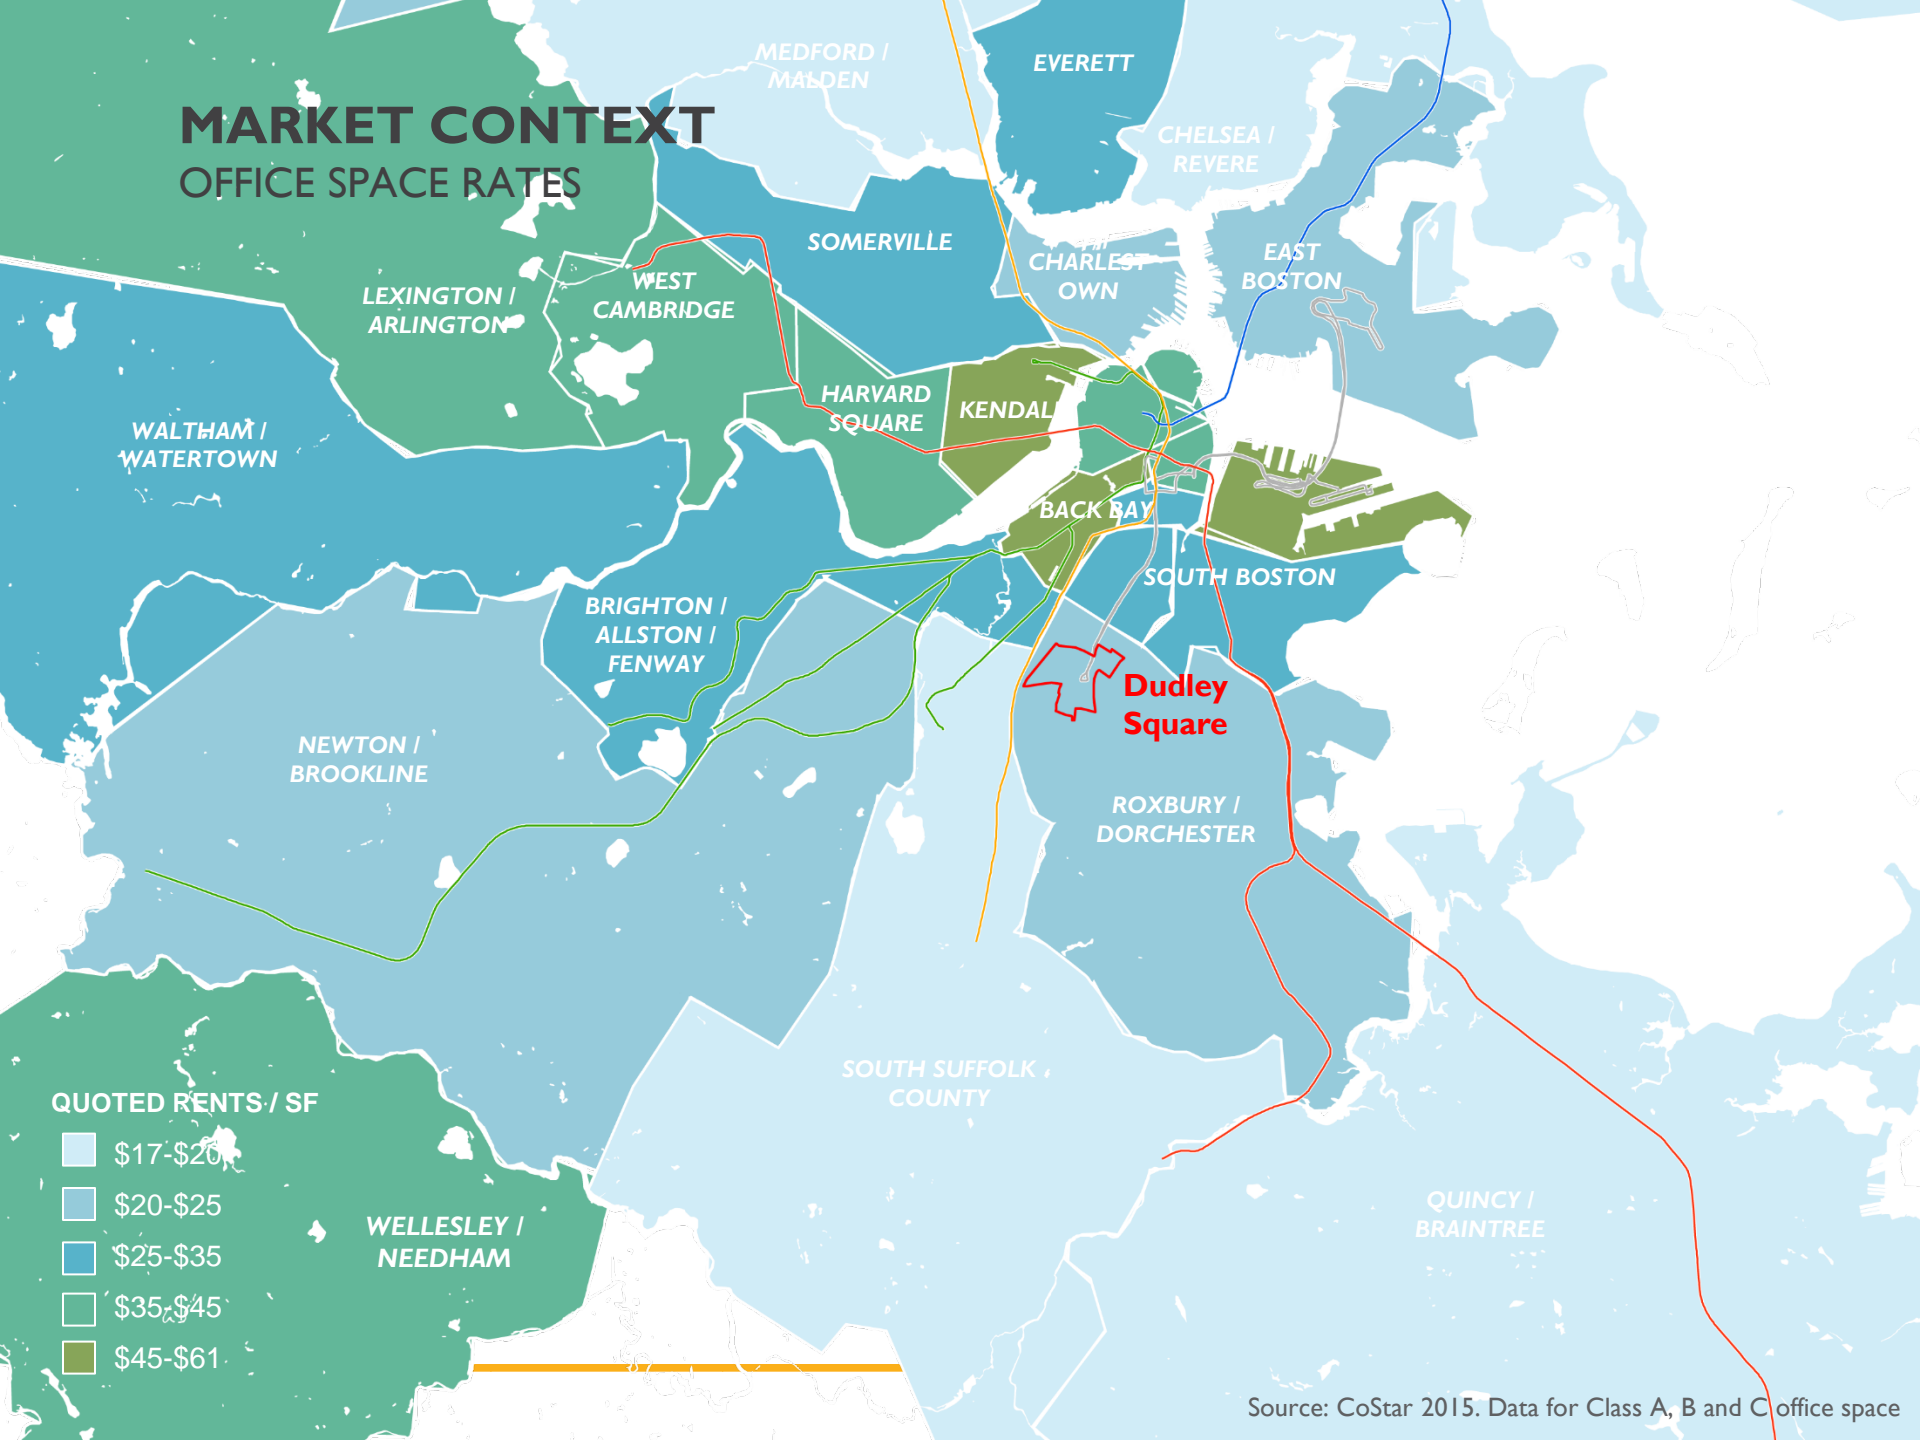 MARKET CONTEXT
OFFICE SPACE RATES
MEDFORD /
MALDEN
EVERETT
CHELSEA /
REVERE
SOMERVILLE
CHARLEST
OWN
EAST
BOSTON
LEXINGTON /
ARLINGTON
WEST
CAMBRIDGE
HARVARD
SQUARE
KENDALL
WALTHAM /
WATERTOWN
BACK BAY
SOUTH BOSTON
BRIGHTON /
ALLSTON /
FENWAY
Dudley
Square
NEWTON /
BROOKLINE
ROXBURY /
DORCHESTER
SOUTH SUFFOLK
COUNTY
QUINCY /
BRAINTREE
WELLESLEY /
NEEDHAM
QUOTED RENTS / SF
$17-$20
$20-$25
$25-$35
$35-$45
$45-$61
Source: CoStar 2015. Data for Class A, B and C office space